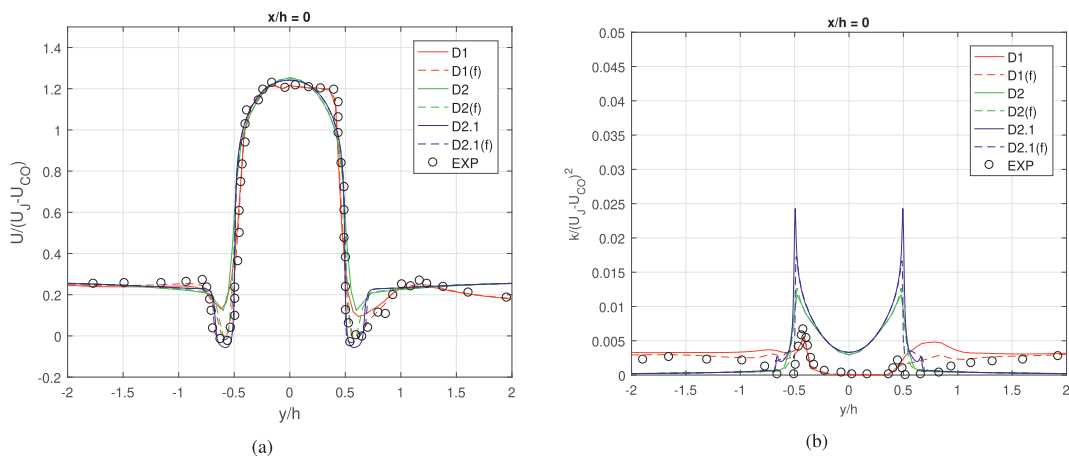 x/h = 0
U/(U_J-U_CO)
1.4
1.2
1
0.8
0.6
0.4
0.2
0
-0.2
-2
-1.5
-1
-0.5
0
0.5
1
1.5
2
y/h
D1
D1(f)
D2
D2(f)
D2.1
D2.1(f)
EXP
(a)
x/h = 0
k/(U_J-U_CO)^2
0.05
0.045
0.04
0.035
0.03
0.025
0.02
0.015
0.01
0.005
0
-2
-1.5
-1
-0.5
0
0.5
1
1.5
2
y/h
D1
D1(f)
D2
D2(f)
D2.1
D2.1(f)
EXP
(b)